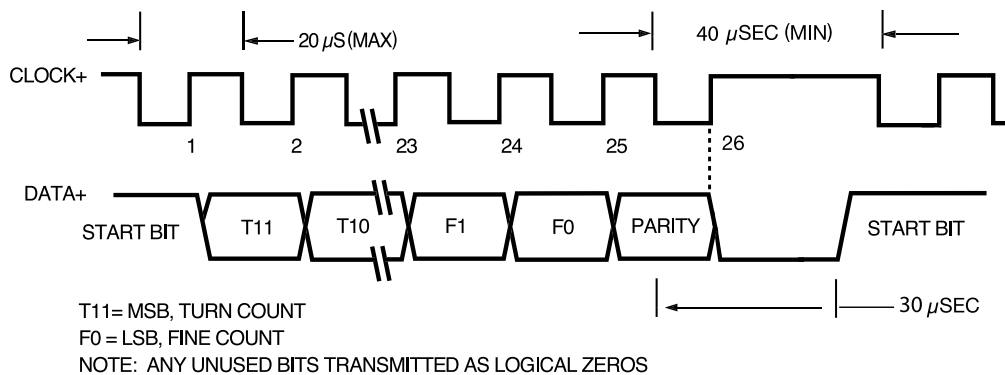 20 µS (MAX)
40 µSEC (MIN)
CLOCK+
1 2 23 24 25 26
DATA+
START BIT T11 T10 F1 F0 PARITY START BIT
30 µSEC
T11= MSB, TURN COUNT
F0 = LSB, FINE COUNT
NOTE: ANY UNUSED BITS TRANSMITTED AS LOGICAL ZEROS